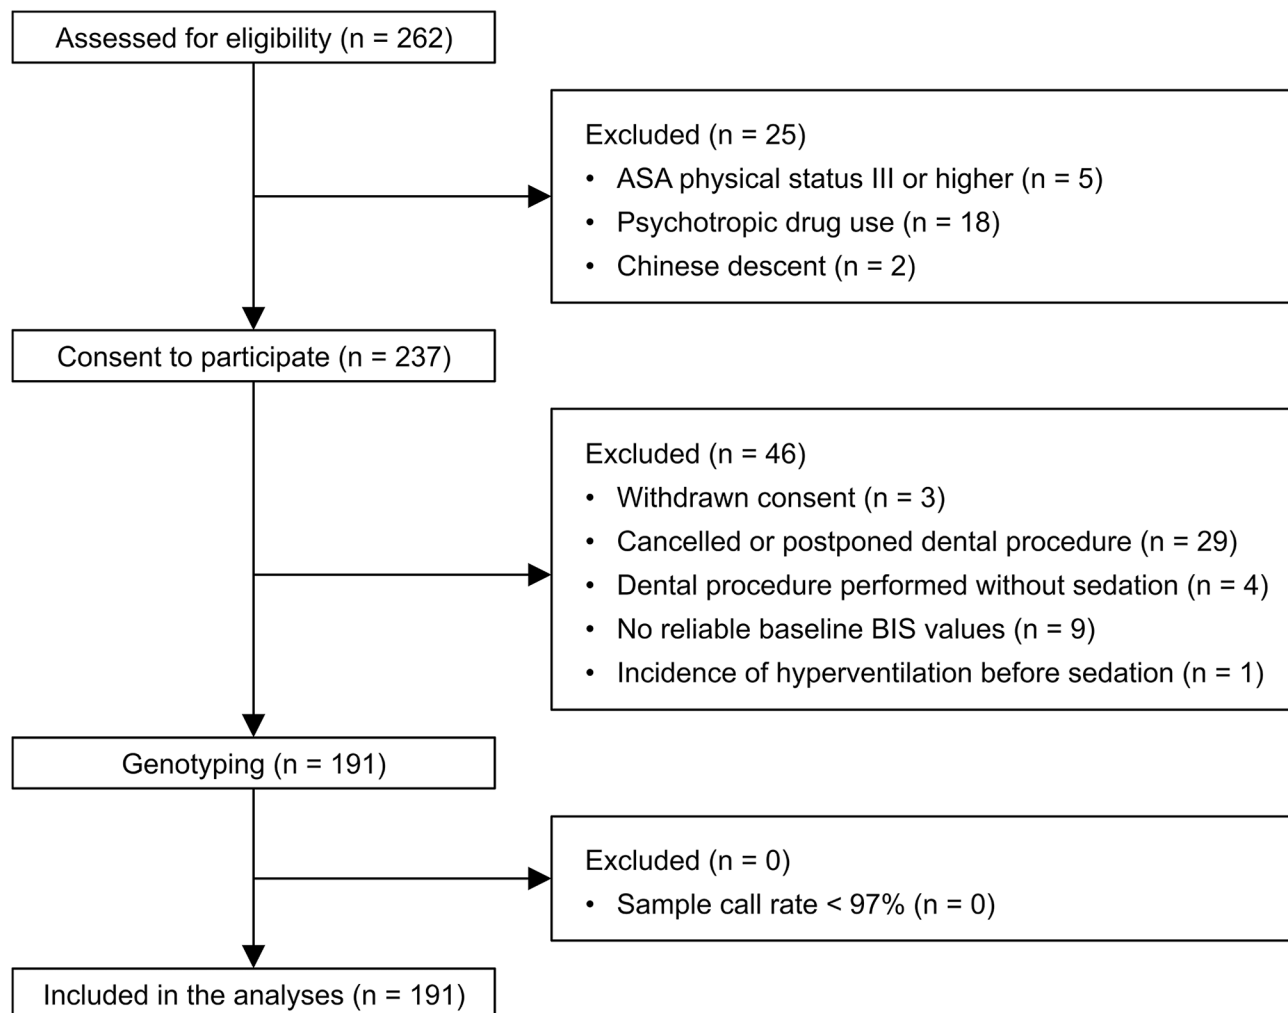 Assessed for eligibility (n = 262)
Excluded (n = 25)
• ASA physical status III or higher (n = 5)
• Psychotropic drug use (n = 18)
• Chinese descent (n = 2)
Consent to participate (n = 237)
Excluded (n = 46)
• Withdrawn consent (n = 3)
• Cancelled or postponed dental procedure (n = 29)
• Dental procedure performed without sedation (n = 4)
• No reliable baseline BIS values (n = 9)
• Incidence of hyperventilation before sedation (n = 1)
Genotyping (n = 191)
Excluded (n = 0)
• Sample call rate < 97% (n = 0)
Included in the analyses (n = 191)